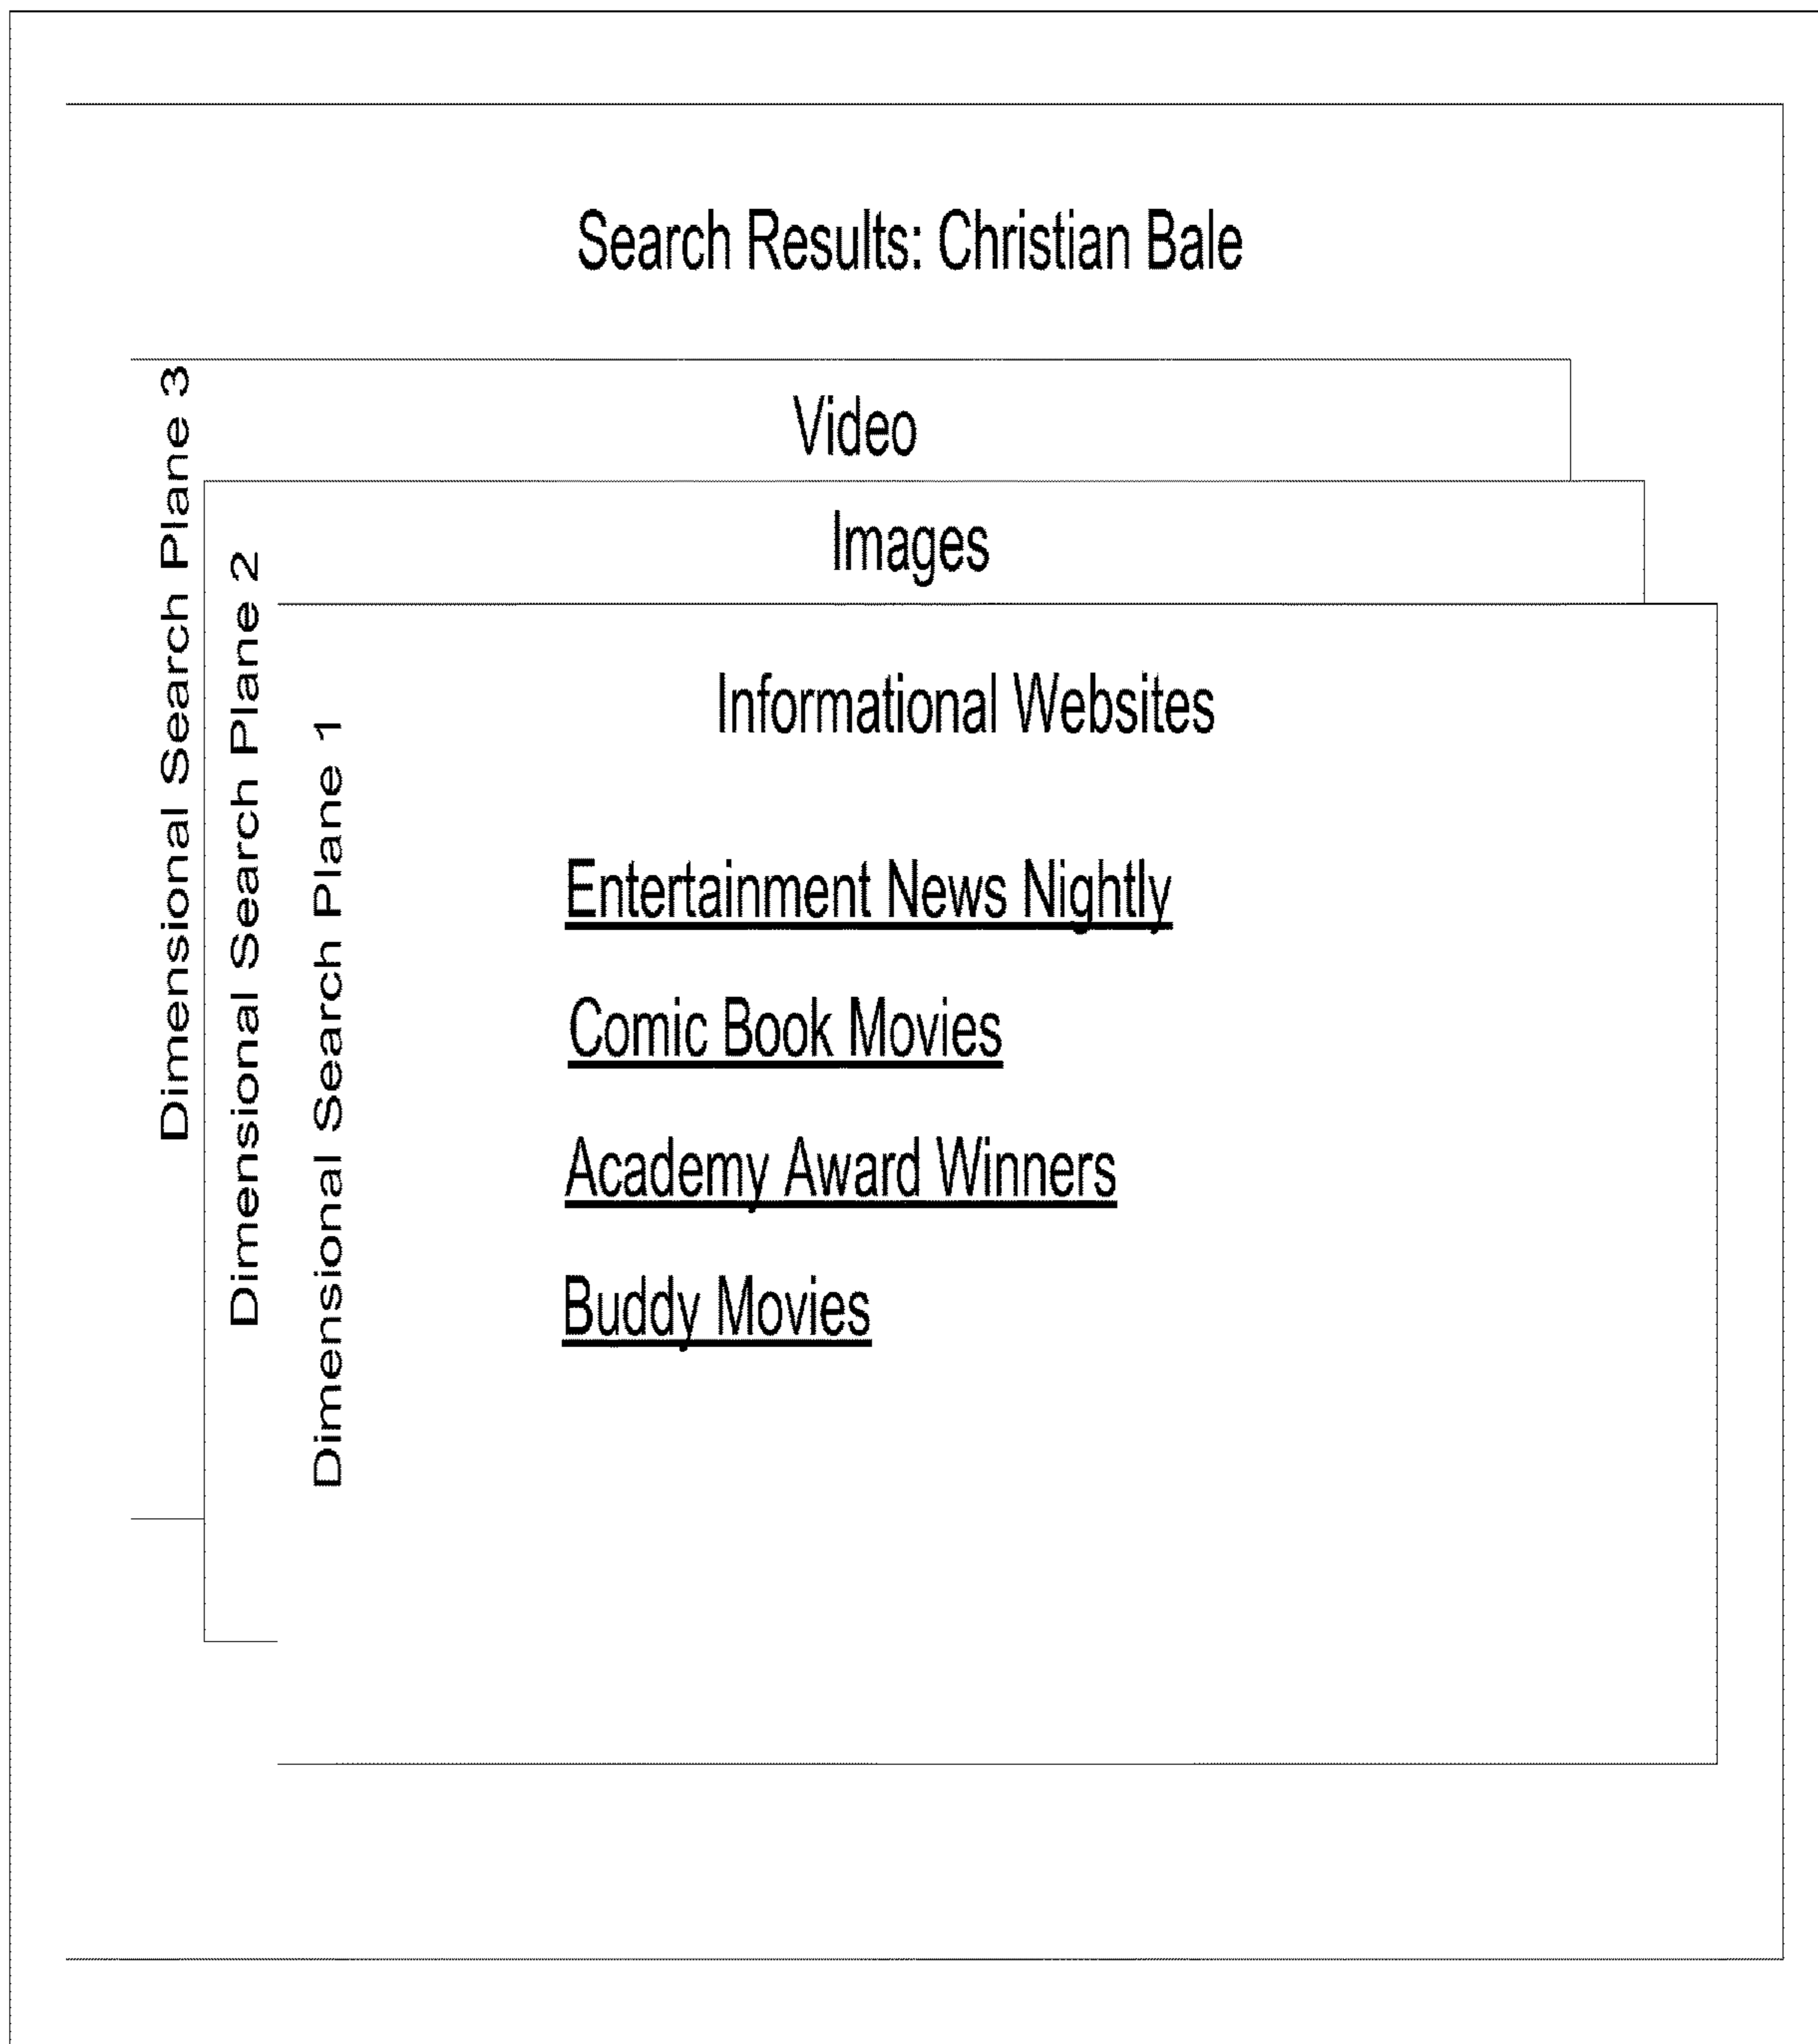 Search Results: Christian Bale
Dimensional Search Plane 3
Video
Dimensional Search Plane 2
Images
Dimensional Search Plane 1
Informational Websites
Entertainment News Nightly
Comic Book Movies
Academy Award Winners
Buddy Movies